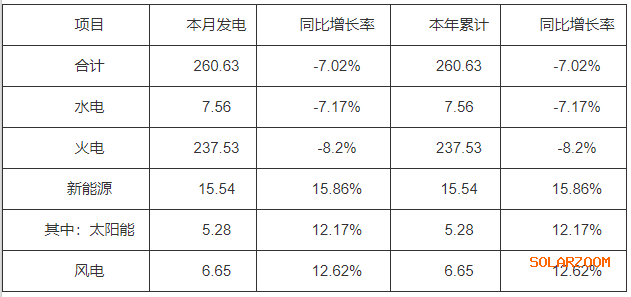 项目 本月发电 同比增长率 本年累计 同比增长率
合计 260.63 -7.02% 260.63 -7.02%
水电 7.56 -7.17% 7.56 -7.17%
火电 237.53 -8.2% 237.53 -8.2%
新能源 15.54 15.86% 15.54 15.86%
其中：太阳能 5.28 12.17% 5.28 12.17%
风电 6.65 12.62% 6.65 12.62%
SOLARZOOM